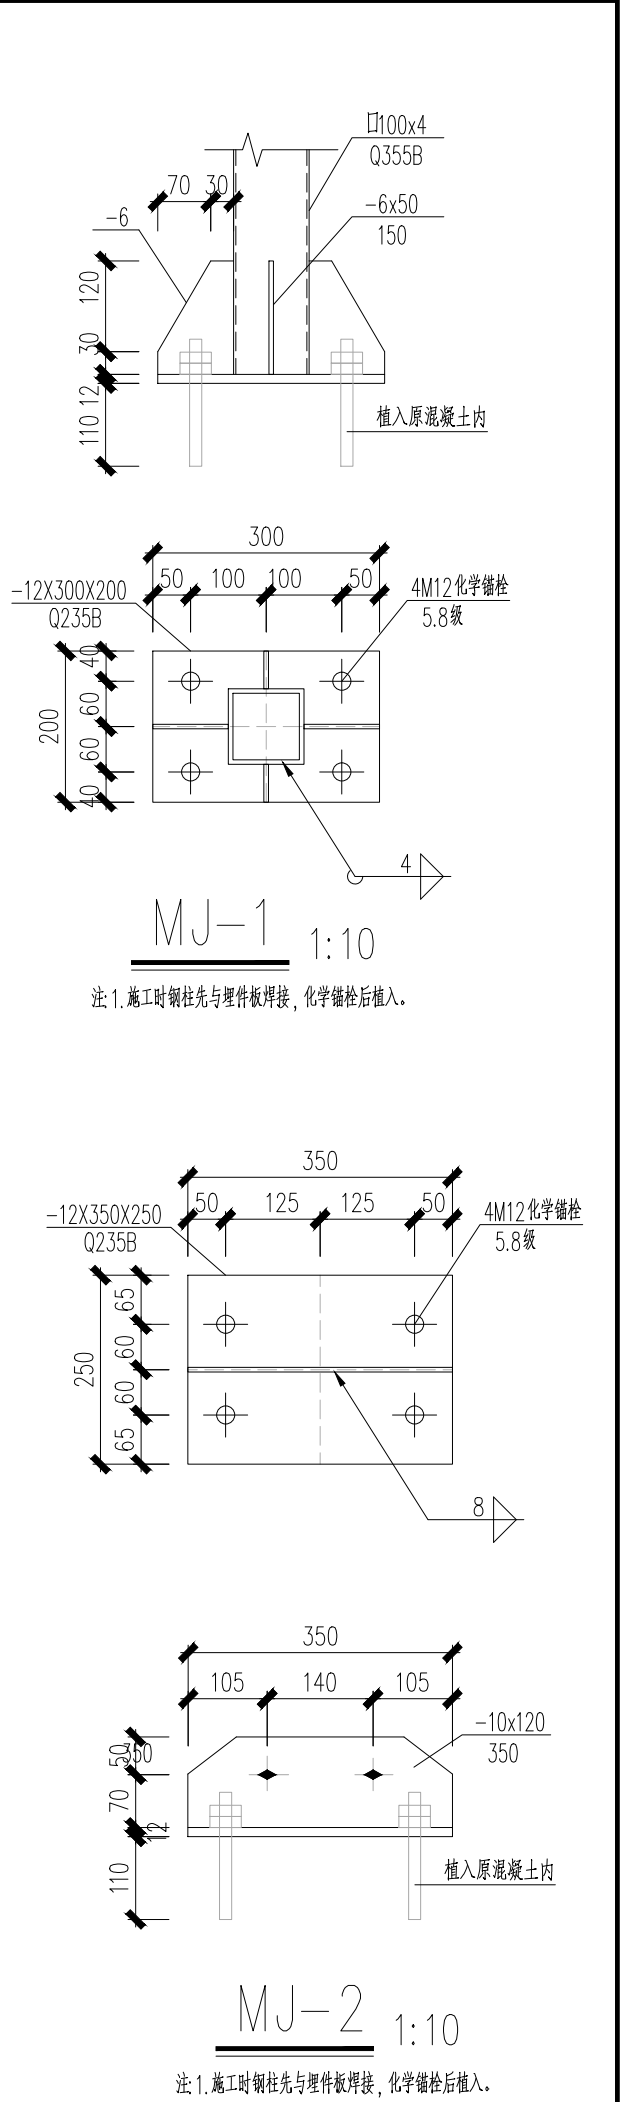 口100x4
Q355B
70 30
-6x50
150
-6
120
30
12
110
植入原混凝土内
300
50 100 100 50
-12X300X200
Q235B
4M12化学锚栓
5.8级
40
60
200
60
40
4
MJ-1 1:10
注:1.施工时钢柱先与埋件板焊接,化学锚栓后植入。
350
50 125 125 50
-12X350X250
Q235B
4M12化学锚栓
5.8级
65
60
250
60
65
8
350
105 140 105
-10x120
350
50
350
70
12
110
植入原混凝土内
MJ-2 1:10
注:1.施工时钢柱先与埋件板焊接,化学锚栓后植入。